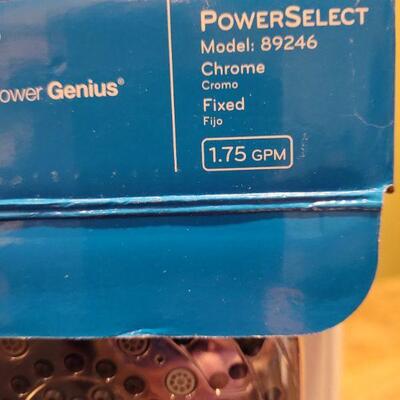 POWERSELECT
Model: 89246
Chrome
Cromo
Fixed
Fijo
1.75 GPM
ower Genius®